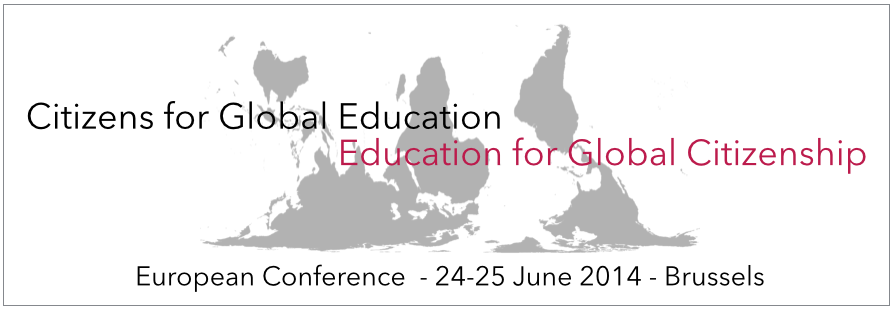 Citizens for Global Education
Education for Global Citizenship
European Conference - 24-25 June 2014 - Brussels